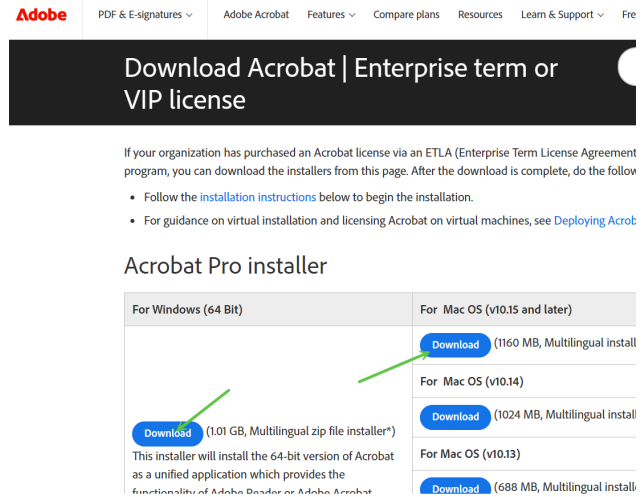 Adobe
PDF & E-signatures
Adobe Acrobat
Features
Compare plans
Resources
Learn & Support
Download Acrobat | Enterprise term or
VIP license
If your organization has purchased an Acrobat license via an ETLA (Enterprise Term License Agreement
program, you can download the installers from this page. After the download is complete, do the
Follow the installation instructions below to begin the installation.
For guidance on virtual installation and licensing Acrobat on virtual machines, see Deploying
Acrobat Pro installer
For Windows (64 Bit)
Download (1.01 GB, Multilingual zip file installer*)
This installer will install the 64-bit version of Acrobat
as a unified application which provides the
functionality of Adobe Reader or Adobe Acrobat
For Mac OS (v10.15 and later)
Download (1160 MB, Multilingual
For Mac OS (v10.14)
Download (1024 MB, Multilingual
For Mac OS (v10.13)
Download (688 MB, Multilingual